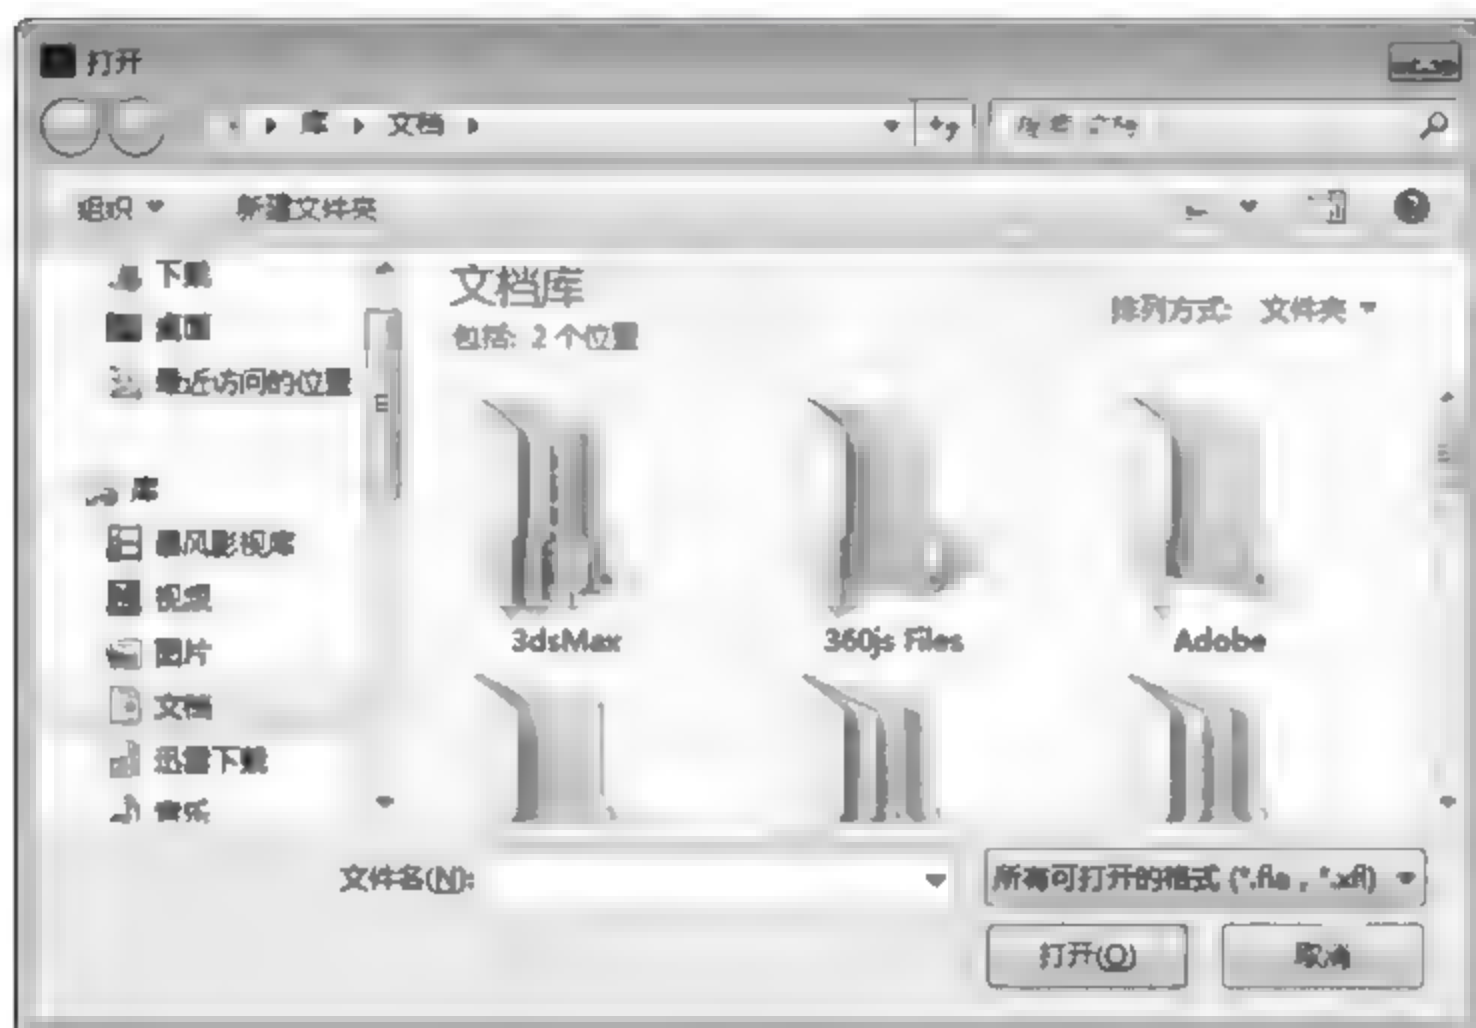 打开
库 文档
组织 新建文件夹
下载
桌面
最近访问的位置
库
暴风影视库
视频
图片
文档
迅雷下载
音乐
文档库
包括: 2 个位置
排列方式: 文件夹
3dsMax
360js Files
Adobe
文件名(N):
所有可打开的格式 (*.fla , *.xfl)
打开(O)
取消